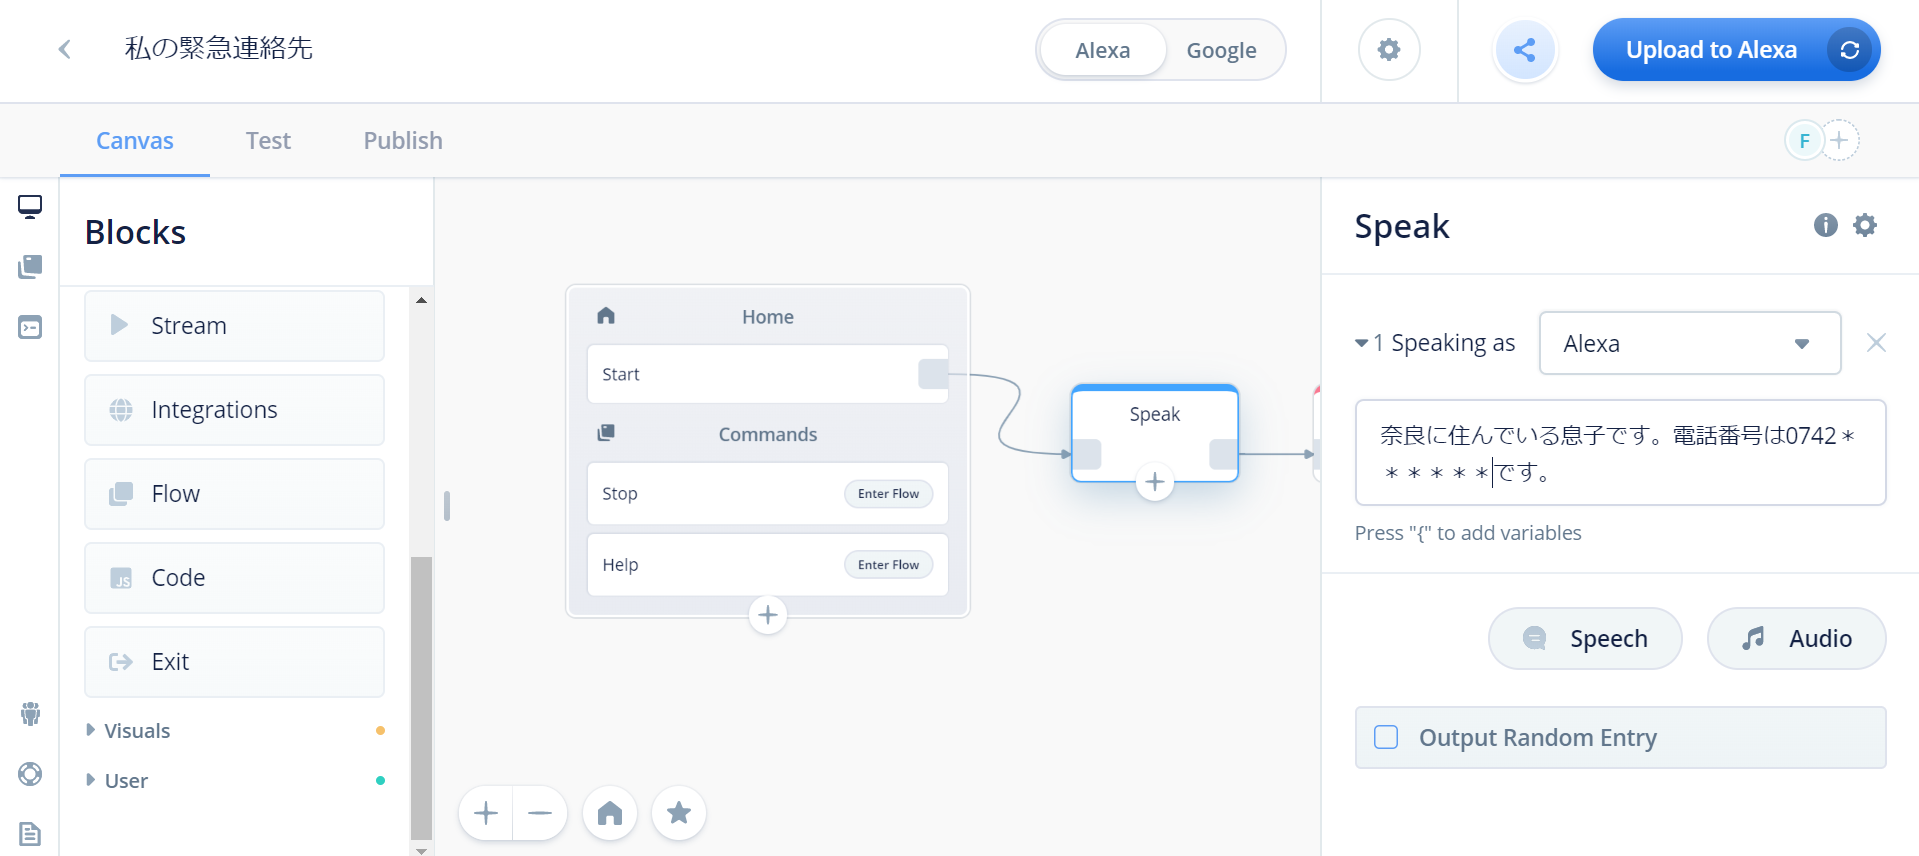 私の緊急連絡先
Alexa
Google
Upload to Alexa
Canvas
Test
Publish
F
Blocks
Stream
Integrations
Flow
JS
Code
Exit
Visuals
User
Home
Start
Commands
Stop
Enter Flow
Help
Enter Flow
Speak
Speak
1 Speaking as
Alexa
奈良に住んでいる息子です。電話番号は0742＊
＊＊＊＊＊です。
Press "{" to add variables
Speech
Audio
Output Random Entry